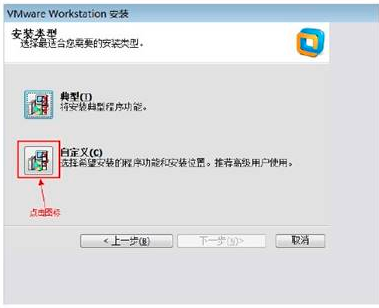 VMware Workstation 安装
安装类型
选择最适合您需要的安装类型。
典型(T)
将安装典型程序功能。
自定义(C)
选择希望安装的程序功能和安装位置。推荐高级用户使用。
点击图标
< 上一步(B)
下一步(N)>
取消